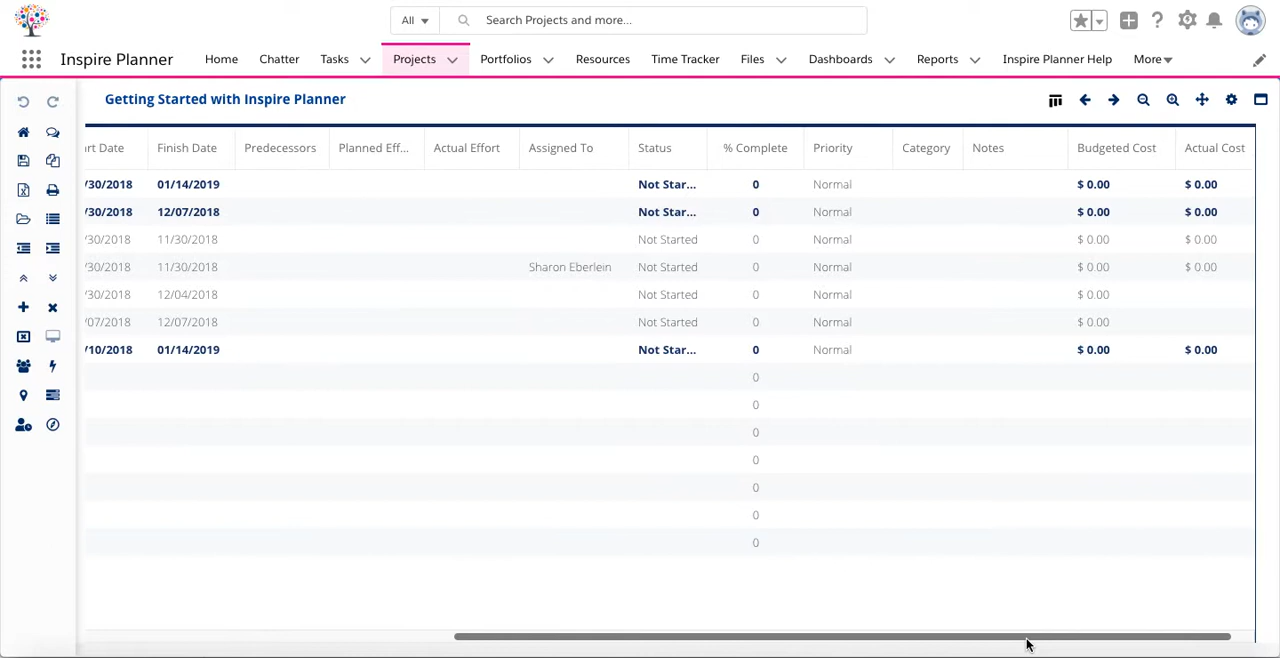 All Search Projects and more...
Inspire Planner Home Chatter Tasks Projects Portfolios Resources Time Tracker Files Dashboards Reports Inspire Planner Help More
Getting Started with Inspire Planner
rt Date Finish Date Predecessors Planned Eff... Actual Effort Assigned To Status % Complete Priority Category Notes Budgeted Cost Actual Cost
/30/2018 01/14/2019 Not Star... 0 Normal $ 0.00 $ 0.00
/30/2018 12/07/2018 Not Star... 0 Normal $ 0.00 $ 0.00
/30/2018 11/30/2018 Not Started 0 Normal $ 0.00 $ 0.00
/30/2018 11/30/2018 Sharon Eberlein Not Started 0 Normal $ 0.00 $ 0.00
/30/2018 12/04/2018 Not Started 0 Normal $ 0.00
/07/2018 12/07/2018 Not Started 0 Normal $ 0.00
/10/2018 01/14/2019 Not Star... 0 Normal $ 0.00 $ 0.00
0
0
0
0
0
0
0